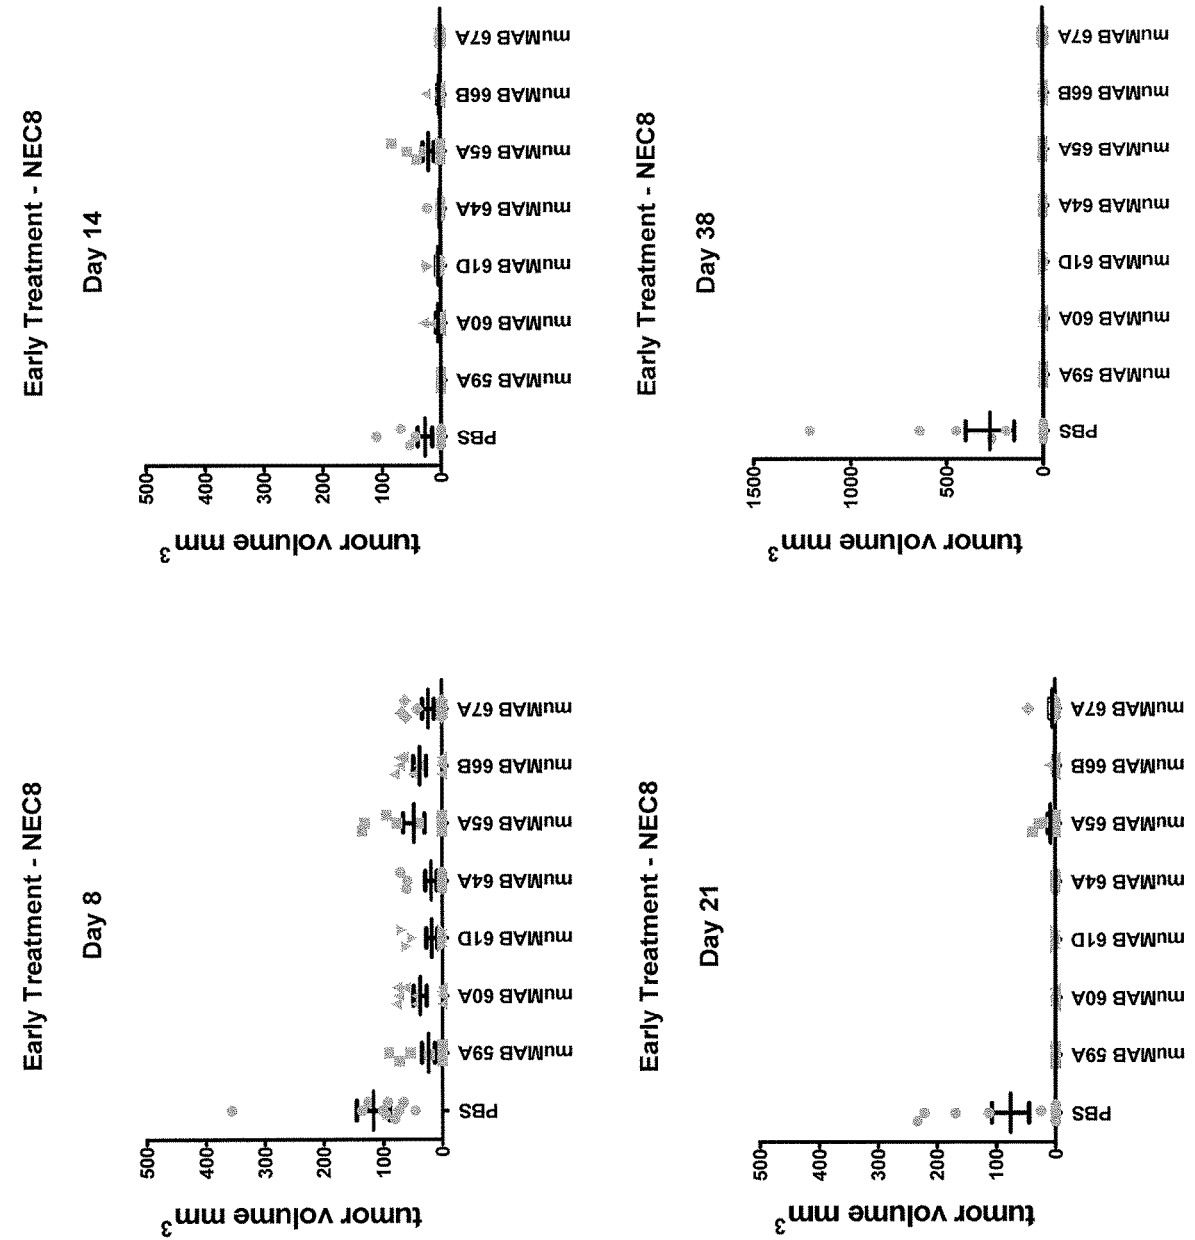 Early Treatment - NEC8
Day 8
tumor volume mm³
500
400
300
200
100
0
PBS
muMAB 59A
muMAB 60A
muMAB 61D
muMAB 64A
muMAB 65A
muMAB 66B
muMAB 67A
Early Treatment - NEC8
Day 14
tumor volume mm³
500
400
300
200
100
0
PBS
muMAB 59A
muMAB 60A
muMAB 61D
muMAB 64A
muMAB 65A
muMAB 66B
muMAB 67A
Early Treatment - NEC8
Day 21
tumor volume mm³
500
400
300
200
100
0
PBS
muMAB 59A
muMAB 60A
muMAB 61D
muMAB 64A
muMAB 65A
muMAB 66B
muMAB 67A
Early Treatment - NEC8
Day 38
tumor volume mm³
1500
1000
500
0
PBS
muMAB 59A
muMAB 60A
muMAB 61D
muMAB 64A
muMAB 65A
muMAB 66B
muMAB 67A